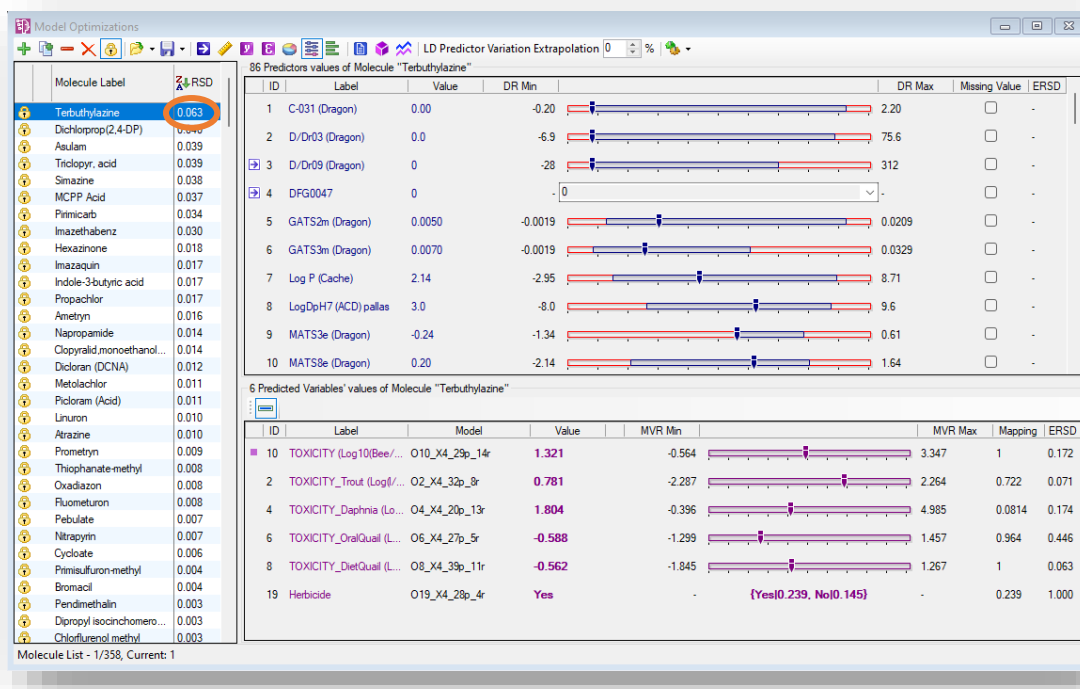 Model Optimizations
LD Predictor Variation Extrapolation 0 %
Molecule Label RSD
Terbuthylazine 0.063
Dichlorprop(2,4-DP)
Asulam 0.039
Triclopyr, acid 0.039
Simazine 0.038
MCPP Acid 0.037
Pirimicarb 0.034
Imazethabenz 0.030
Hexazinone 0.018
Imazaquin 0.017
Indole-3-butyric acid 0.017
Propachlor 0.017
Ametryn 0.016
Napropamide 0.014
Clopyralid,monoethanol... 0.014
Dicloran (DCNA) 0.012
Metolachlor 0.011
Picloram (Acid) 0.011
Linuron 0.010
Atrazine 0.010
Prometryn 0.009
Thiophanate-methyl 0.008
Oxadiazon 0.008
Fluometuron 0.008
Pebulate 0.007
Nitrapyrin 0.007
Cycloate 0.006
Primisulfuron-methyl 0.004
Bromacil 0.004
Pendimethalin 0.003
Dipropyl isocinchomero... 0.003
Chlorflurenol methyl 0.003
86 Predictors values of Molecule "Terbuthylazine"
ID Label Value DR Min DR Max Missing Value ERSD
1 C-031 (Dragon) 0.00 -0.20 2.20 -
2 D/Dr03 (Dragon) 0.0 -6.9 75.6 -
3 D/Dr09 (Dragon) 0 -28 312 -
4 DFG0047 0 - 0 - -
5 GATS2m (Dragon) 0.0050 -0.0019 0.0209 -
6 GATS3m (Dragon) 0.0070 -0.0019 0.0329 -
7 Log P (Cache) 2.14 -2.95 8.71 -
8 LogDpH7 (ACD) pallas 3.0 -8.0 9.6 -
9 MATS3e (Dragon) -0.24 -1.34 0.61 -
10 MATS8e (Dragon) 0.20 -2.14 1.64 -
6 Predicted Variables' values of Molecule "Terbuthylazine"
ID Label Model Value MVR Min MVR Max Mapping ERSD
10 TOXICITY (Log10(Bee/... O10_X4_29p_14r 1.321 -0.564 3.347 1 0.172
2 TOXICITY_Trout (Log(l/... O2_X4_32p_8r 0.781 -2.287 2.264 0.722 0.071
4 TOXICITY_Daphnia (Lo... O4_X4_20p_13r 1.804 -0.396 4.985 0.0814 0.174
6 TOXICITY_OralQuail (L... O6_X4_27p_5r -0.588 -1.299 1.457 0.964 0.446
8 TOXICITY_DietQuail (L... O8_X4_39p_11r -0.562 -1.845 1.267 1 0.063
19 Herbicide O19_X4_28p_4r Yes - {Yes|0.239, No|0.145} - 0.239 1.000
Molecule List - 1/358, Current: 1